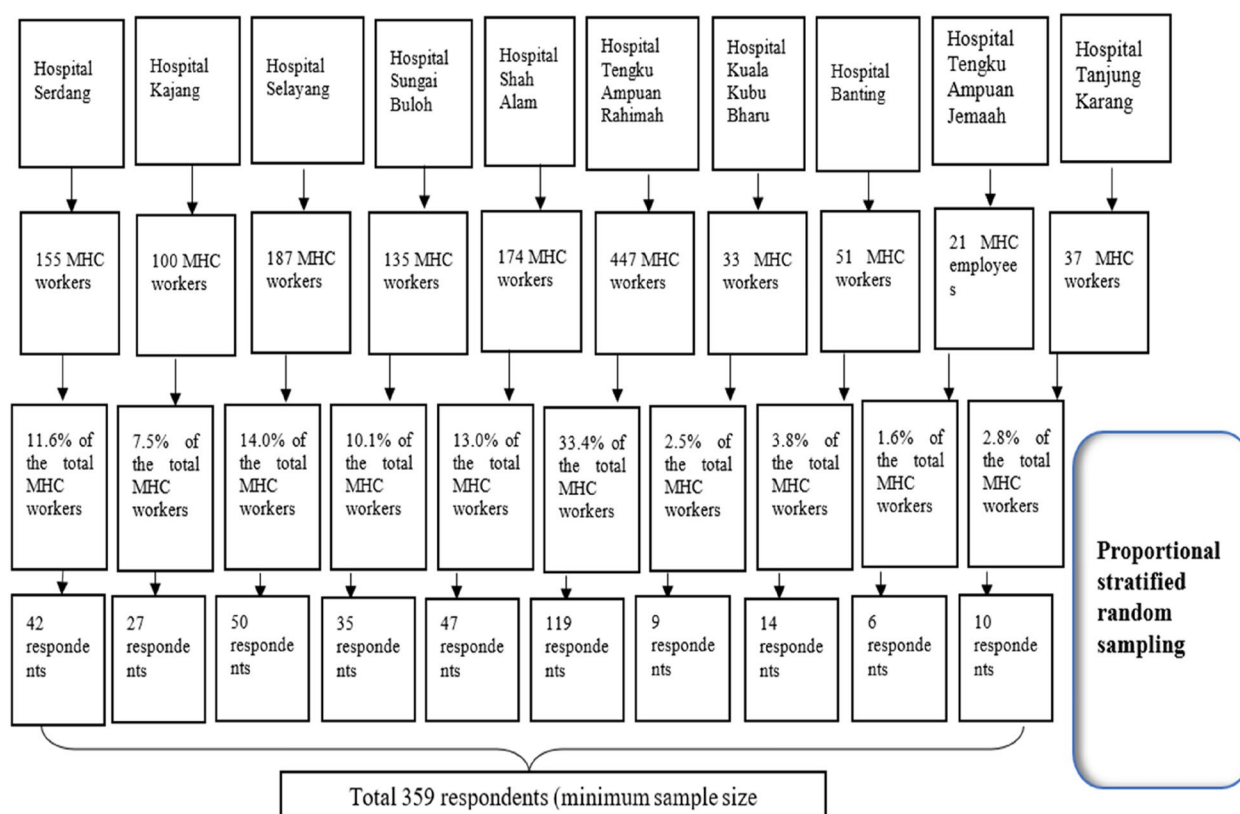 Hospital
Serdang
Hospital
Kajang
Hospital
Selayang
Hospital
Sungai
Buloh
Hospital
Shah
Alam
Hospital
Tengku
Ampuan
Rahimah
Hospital
Kuala
Kubu
Bharu
Hospital
Banting
Hospital
Tengku
Ampuan
Jemaah
Hospital
Tanjung
Karang
155 MHC
workers
100 MHC
workers
187 MHC
workers
135 MHC
workers
174 MHC
workers
447 MHC
workers
33 MHC
workers
51 MHC
workers
21 MHC
employee
s
37 MHC
workers
11.6% of
the total
MHC
workers
7.5% of
the total
MHC
workers
14.0% of
the total
MHC
workers
10.1% of
the total
MHC
workers
13.0% of
the total
MHC
workers
33.4% of
the total
MHC
workers
2.5% of
the total
MHC
workers
3.8% of
the total
MHC
workers
1.6% of
the total
MHC
workers
2.8% of
the total
MHC
workers
Proportional
stratified
random
sampling
42
responde
nts
27
responde
nts
50
responde
nts
35
responde
nts
47
responde
nts
119
responde
nts
9
responde
nts
14
responde
nts
6
responde
nts
10
responde
nts
Total 359 respondents (minimum sample size